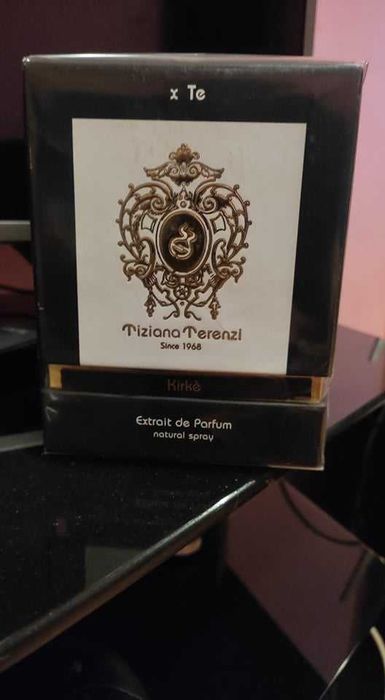 x Te
Tiziana Terenzi
Since 1968
Kirkè
Extrait de Parfum
natural spray